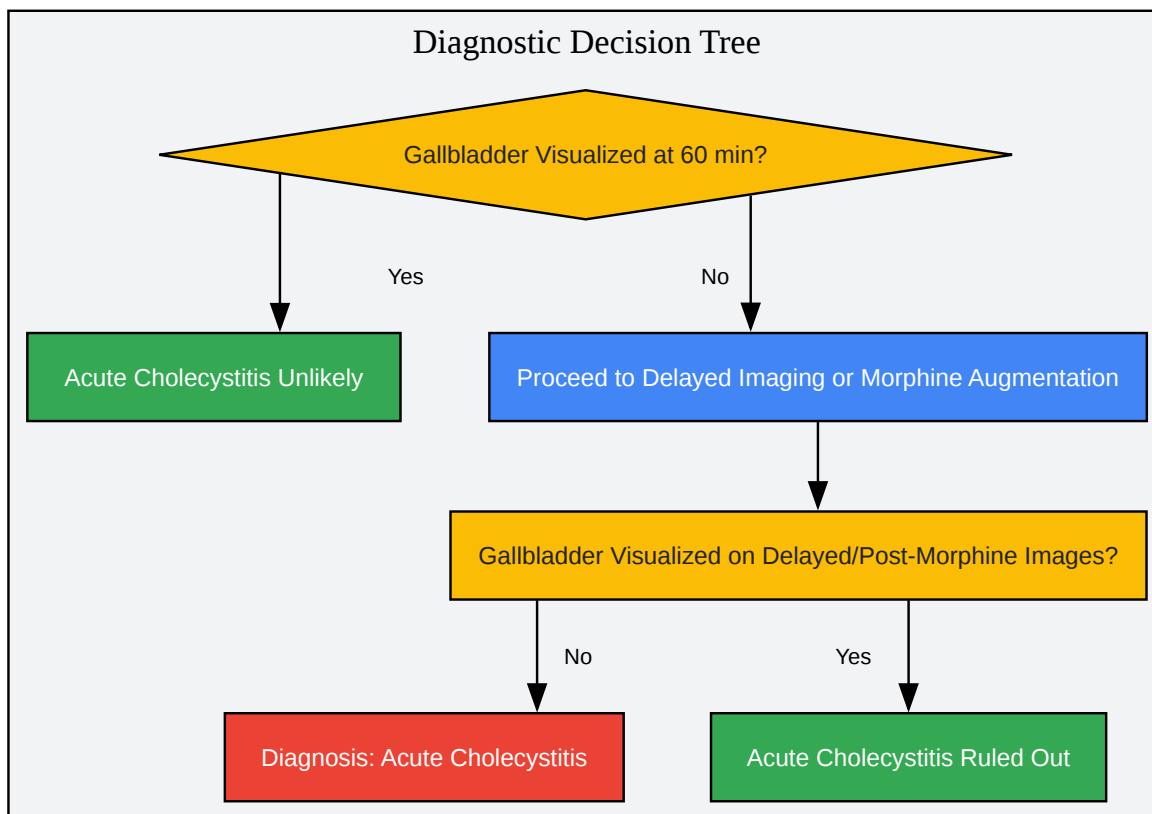 Diagnostic Decision Tree
Gallbladder Visualized at 60 min?
Yes
No
Acute Cholecystitis Unlikely
Proceed to Delayed Imaging or Morphine Augmentation
Gallbladder Visualized on Delayed/Post-Morphine Images?
No
Yes
Diagnosis: Acute Cholecystitis
Acute Cholecystitis Ruled Out